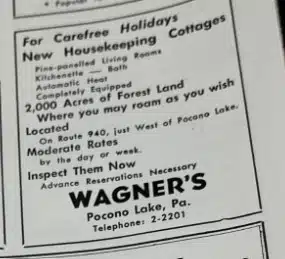 * Popular
For Carefree Holidays
New Housekeeping Cottages
Pine-panelled Living Rooms
Kitchenette — Bath
Automatic Heat
Completely Equipped
2,000 Acres of Forest Land
Where you may roam as you wish
Located
On Route 940, just West of Pocono Lake.
Moderate Rates
by the day or week.
Inspect Them Now
Advance Reservations Necessary
WAGNER'S
Pocono Lake, Pa.
Telephone: 2-2201